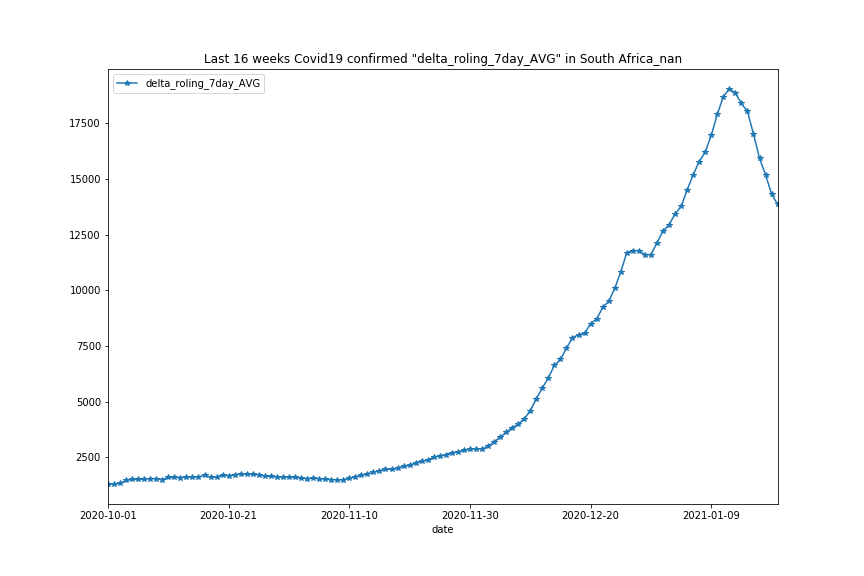 Last 16 weeks Covid19 confirmed "delta_roling_7day_AVG" in South Africa_nan
delta_roling_7day_AVG
17500
15000
12500
10000
7500
5000
2500
2020-10-01 2020-10-21 2020-11-10 2020-11-30 2020-12-20 2021-01-09
date